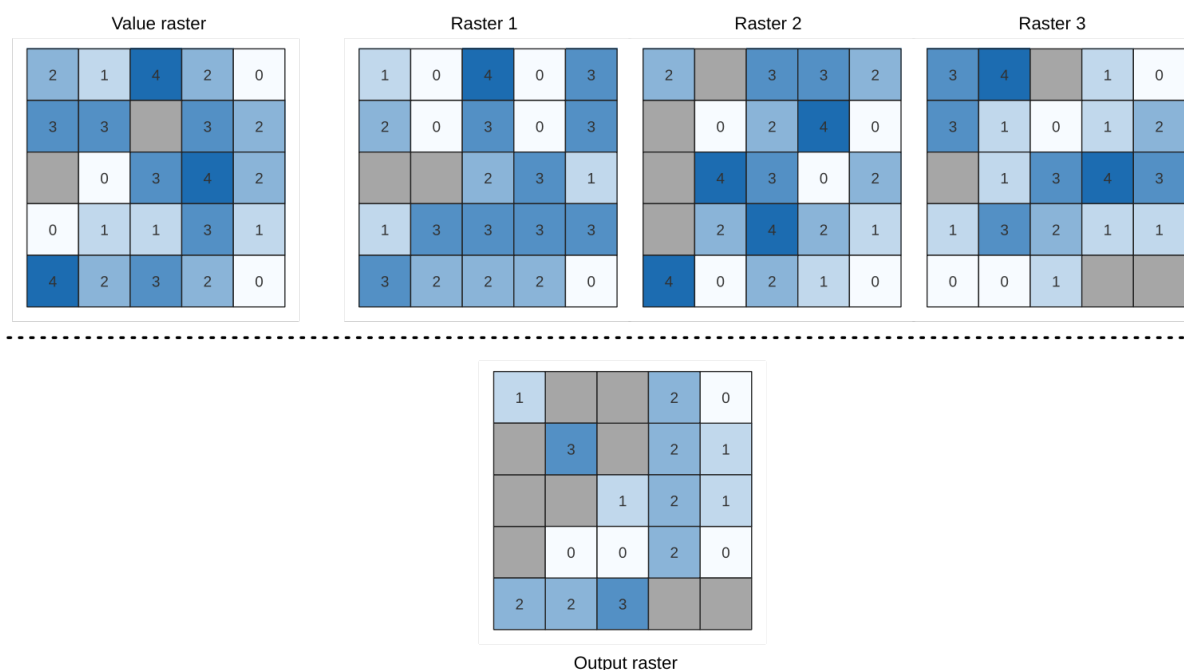 Value raster Raster 1 Raster 2 Raster 3
2 1 4 2 0 1 0 4 0 3 2 3 3 2 3 4 1 0
3 3 3 2 2 0 3 0 3 0 2 4 0 3 1 0 1 2
0 3 4 2 2 3 1 4 3 0 2 1 3 4 3
0 1 1 3 1 1 3 3 3 3 2 4 2 1 1 3 2 1 1
4 2 3 2 0 3 2 2 2 0 4 0 2 1 0 0 0 1
1 2 0
3 2 1
1 2 1
0 0 2 0
2 2 3
Output raster